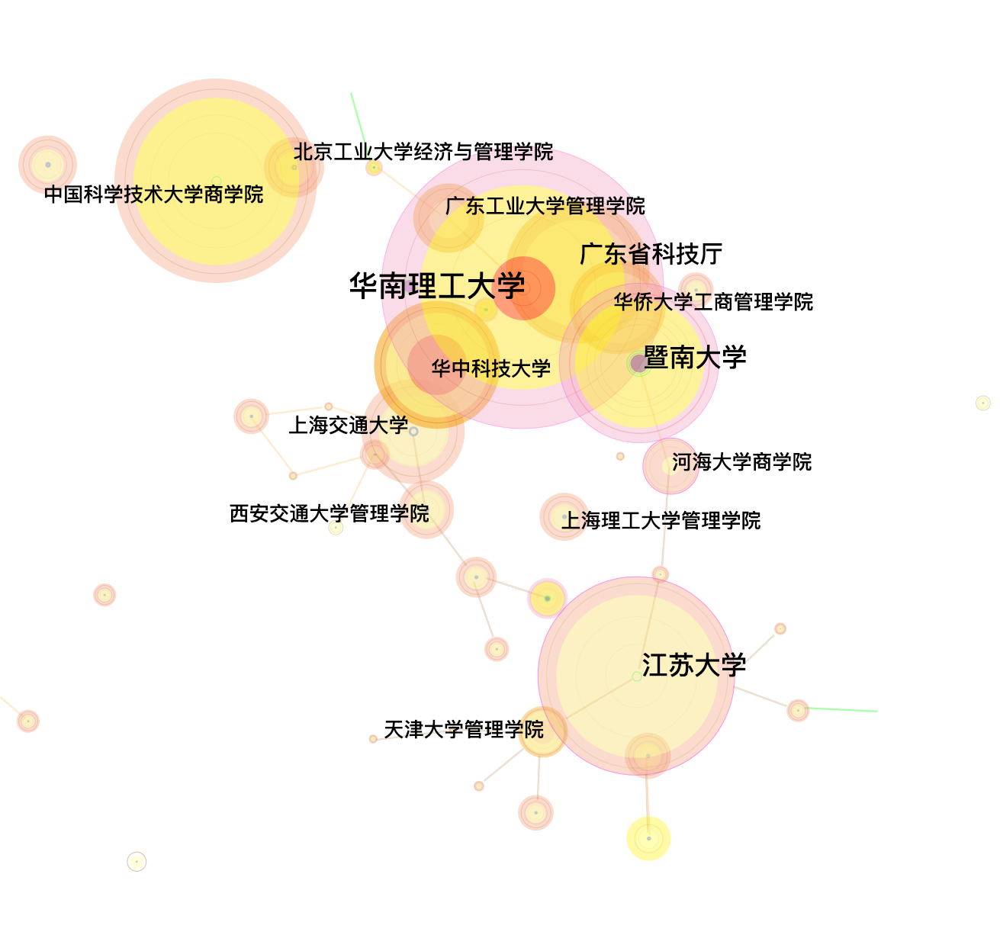 北京工业大学经济与管理学院
中国科学技术大学商学院
广东工业大学管理学院
广东省科技厅
华南理工大学
华侨大学工商管理学院
暨南大学
华中科技大学
上海交通大学
河海大学商学院
西安交通大学管理学院
上海理工大学管理学院
江苏大学
天津大学管理学院